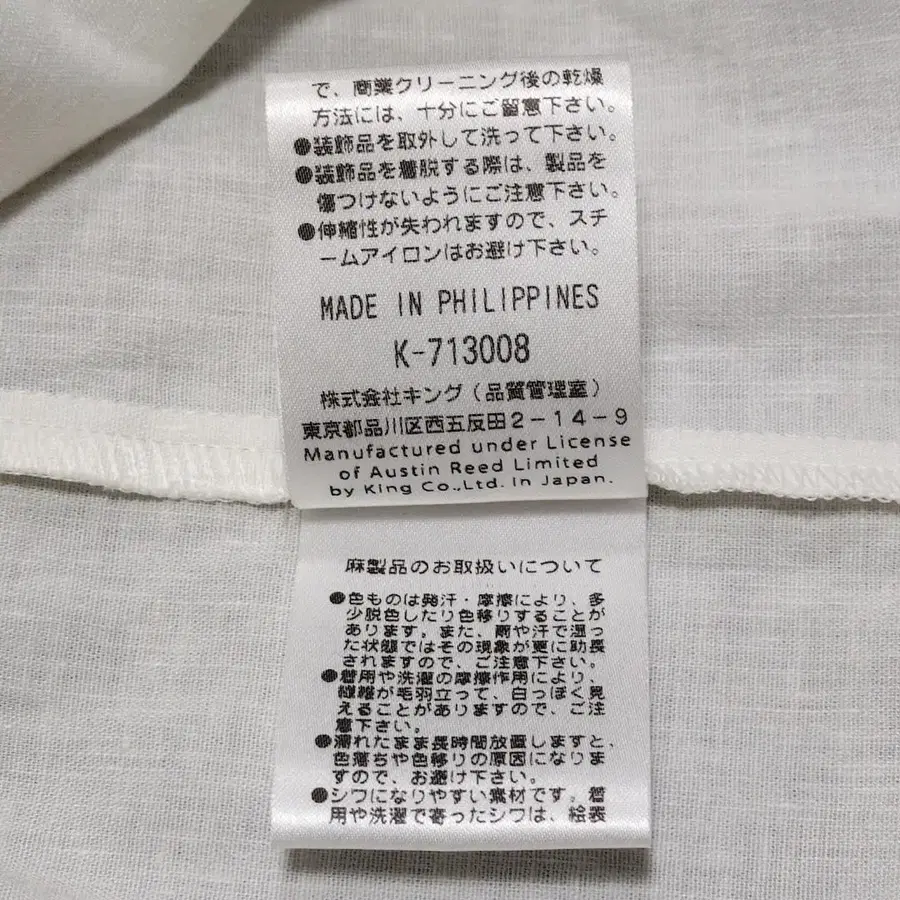 で、商業クリーニング後の乾燥
方法には、十分にご留意下さい。
●装飾品を取外して洗って下さい。
●装飾品を着脱する際は、製品を
傷つけないようにご注意下さい。
●伸縮性が失われますので、スチ
ームアイロンはお避け下さい。
MADE IN PHILIPPINES
K-713008
株式会社キング(品質管理室)
東京都品川区西五反田2-14-9
Manufactured under License
of Austin Reed Limited
by King Co.,Ltd. In Japan.
麻製品のお取扱いについて
●色ものは発汗・摩擦により、多
少脱色したり色移りすることが
あります。また、雨や汗で湿っ
た状態ではその現象が更に助長
されますので、ご注意下さい。
●着用や洗濯の摩擦作用により、
繊維が毛羽立って、白っぽく見
えることがありますので、ご注
意下さい。
●濡れたまま長時間放置しますと、
色落ちや色移りの原因になりま
すので、お避け下さい。
●シワになりやすい素材です。着
用や洗濯で寄ったシワは、絵装